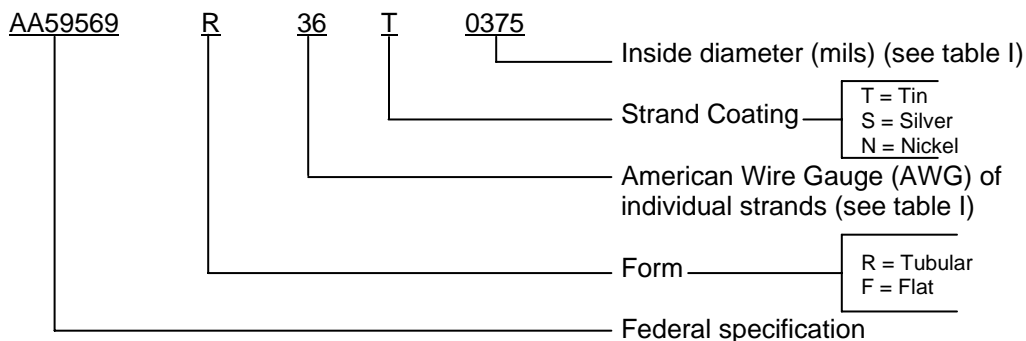 AA59569 R 36 T 0375
Inside diameter (mils) (see table I)
Strand Coating
T = Tin
S = Silver
N = Nickel
American Wire Gauge (AWG) of
individual strands (see table I)
Form
R = Tubular
F = Flat
Federal specification